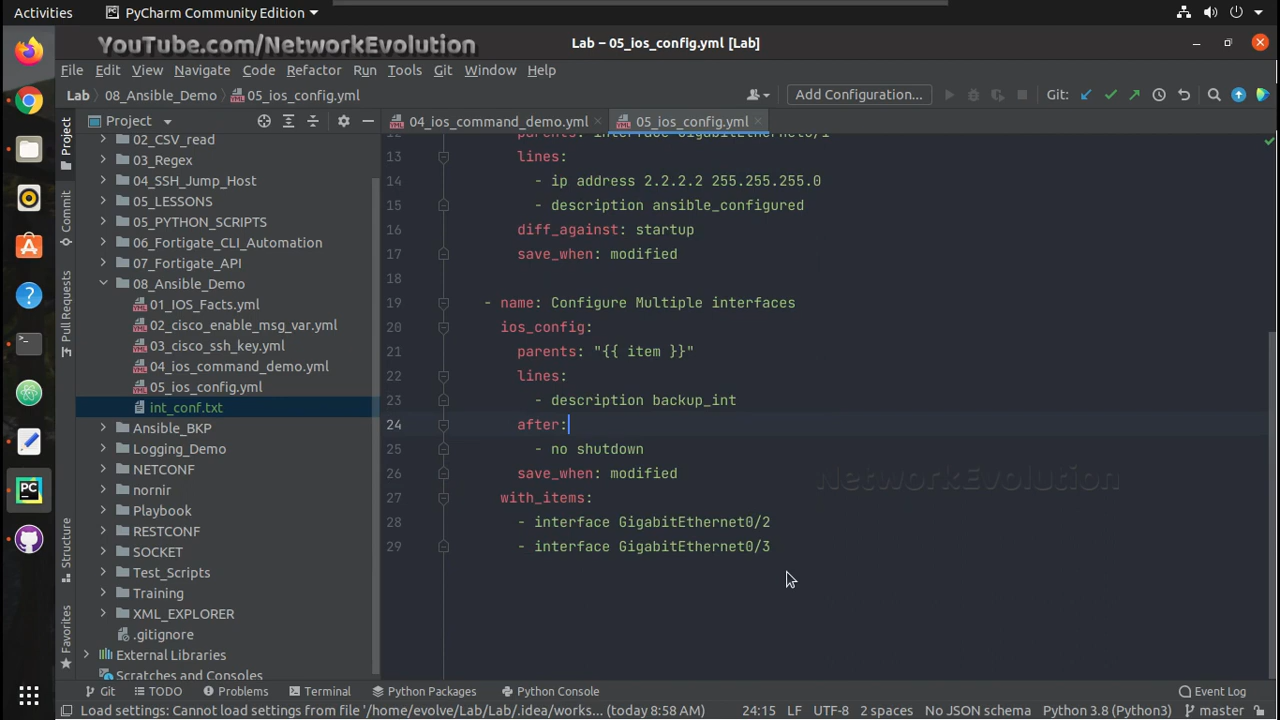 Activities PyCharm Community Edition
YouTube.com/NetworkEvolution
Lab – 05_ios_config.yml [Lab]
File Edit View Navigate Code Refactor Run Tools Git Window Help
Lab 08_Ansible_Demo 05_ios_config.yml Add Configuration... Git:
Project 04_ios_command_demo.yml 05_ios_config.yml
Project
Commit
Pull Requests
Structure
Favorites
02_CSV_read
03_Regex
04_SSH_Jump_Host
05_LESSONS
05_PYTHON_SCRIPTS
06_Fortigate_CLI_Automation
07_Fortigate_API
08_Ansible_Demo
01_IOS_Facts.yml
02_cisco_enable_msg_var.yml
03_cisco_ssh_key.yml
04_ios_command_demo.yml
05_ios_config.yml
int_conf.txt
Ansible_BKP
Logging_Demo
NETCONF
nornir
Playbook
RESTCONF
SOCKET
Test_Scripts
Training
XML_EXPLORER
.gitignore
External Libraries
Scratches and Consoles
12 parents: interface GigabitEthernet0/1
13 lines:
14 - ip address 2.2.2.2 255.255.255.0
15 - description ansible_configured
16 diff_against: startup
17 save_when: modified
18
19 - name: Configure Multiple interfaces
20 ios_config:
21 parents: "{{ item }}"
22 lines:
23 - description backup_int
24 after:
25 - no shutdown
26 save_when: modified
27 with_items:
28 - interface GigabitEthernet0/2
29 - interface GigabitEthernet0/3
NetworkEvolution
Git TODO Problems Terminal Python Packages Python Console Event Log
Load settings: Cannot load settings from file '/home/evolve/Lab/Lab/.idea/works... (today 8:58 AM) 24:15 LF UTF-8 2 spaces No JSON schema Python 3.8 (Python3) master